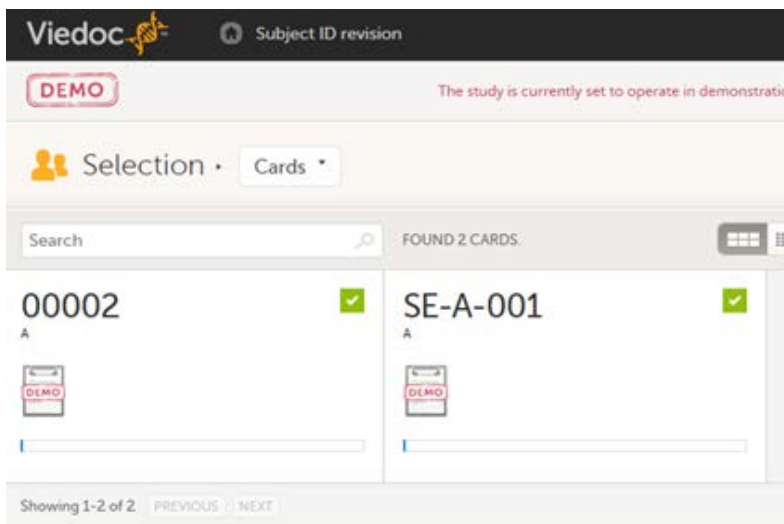 Viedoc Subject ID revision
DEMO The study is currently set to operate in
Selection · Cards
Search FOUND 2 CARDS.
00002 SE-A-001
A A
DEMO DEMO
Showing 1-2 of 2 PREVIOUS NEXT